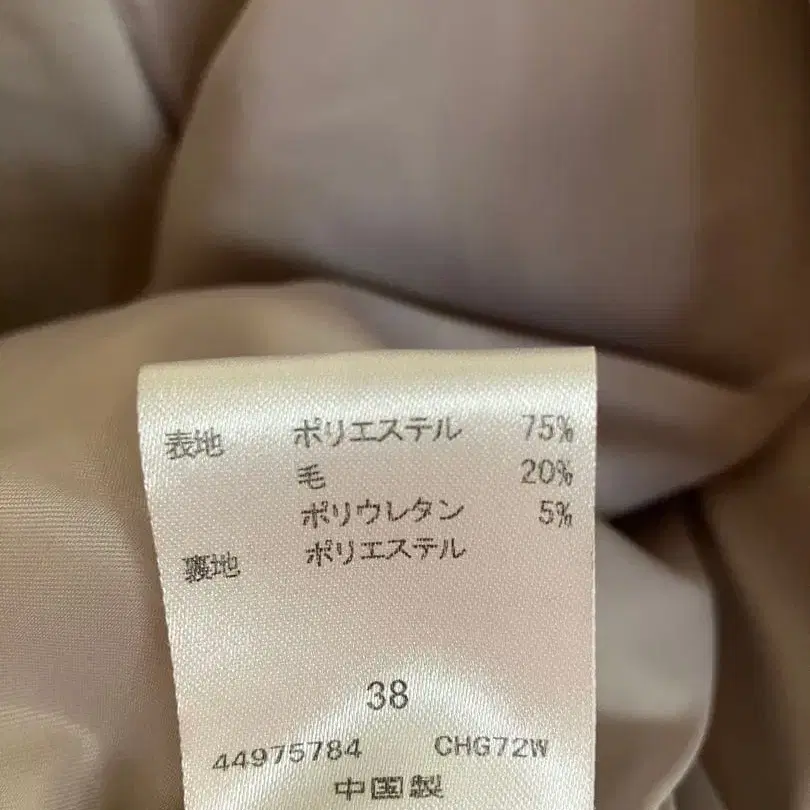 表地 ポリエステル 75%
毛 20%
ポリウレタン 5%
裏地 ポリエステル
38
44975784 CHG72W
中国製